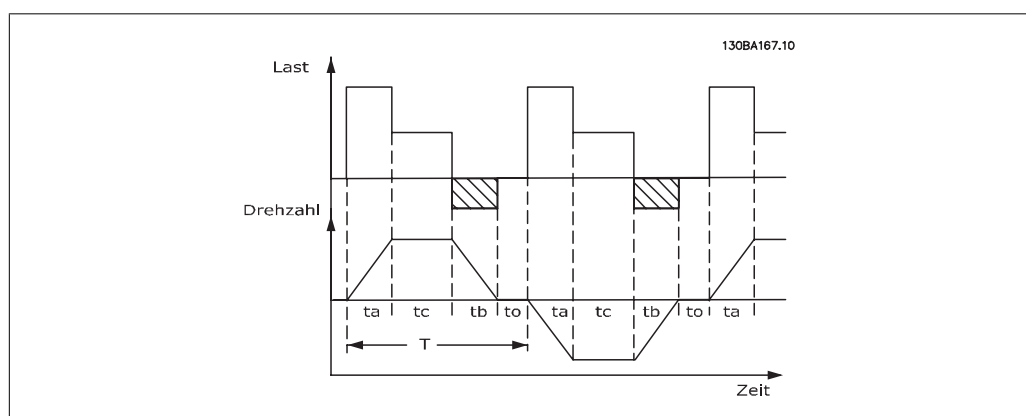 130BA167.10
Last
Drehzahl
ta tc tb to ta tc tb to ta
T
Zeit